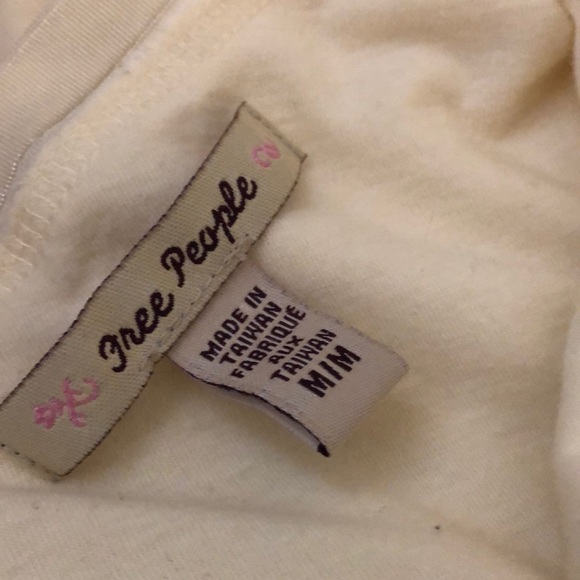 Free People
MADE IN
TAIWAN
FABRIQUÉ
AUX
TAIWAN
M/M